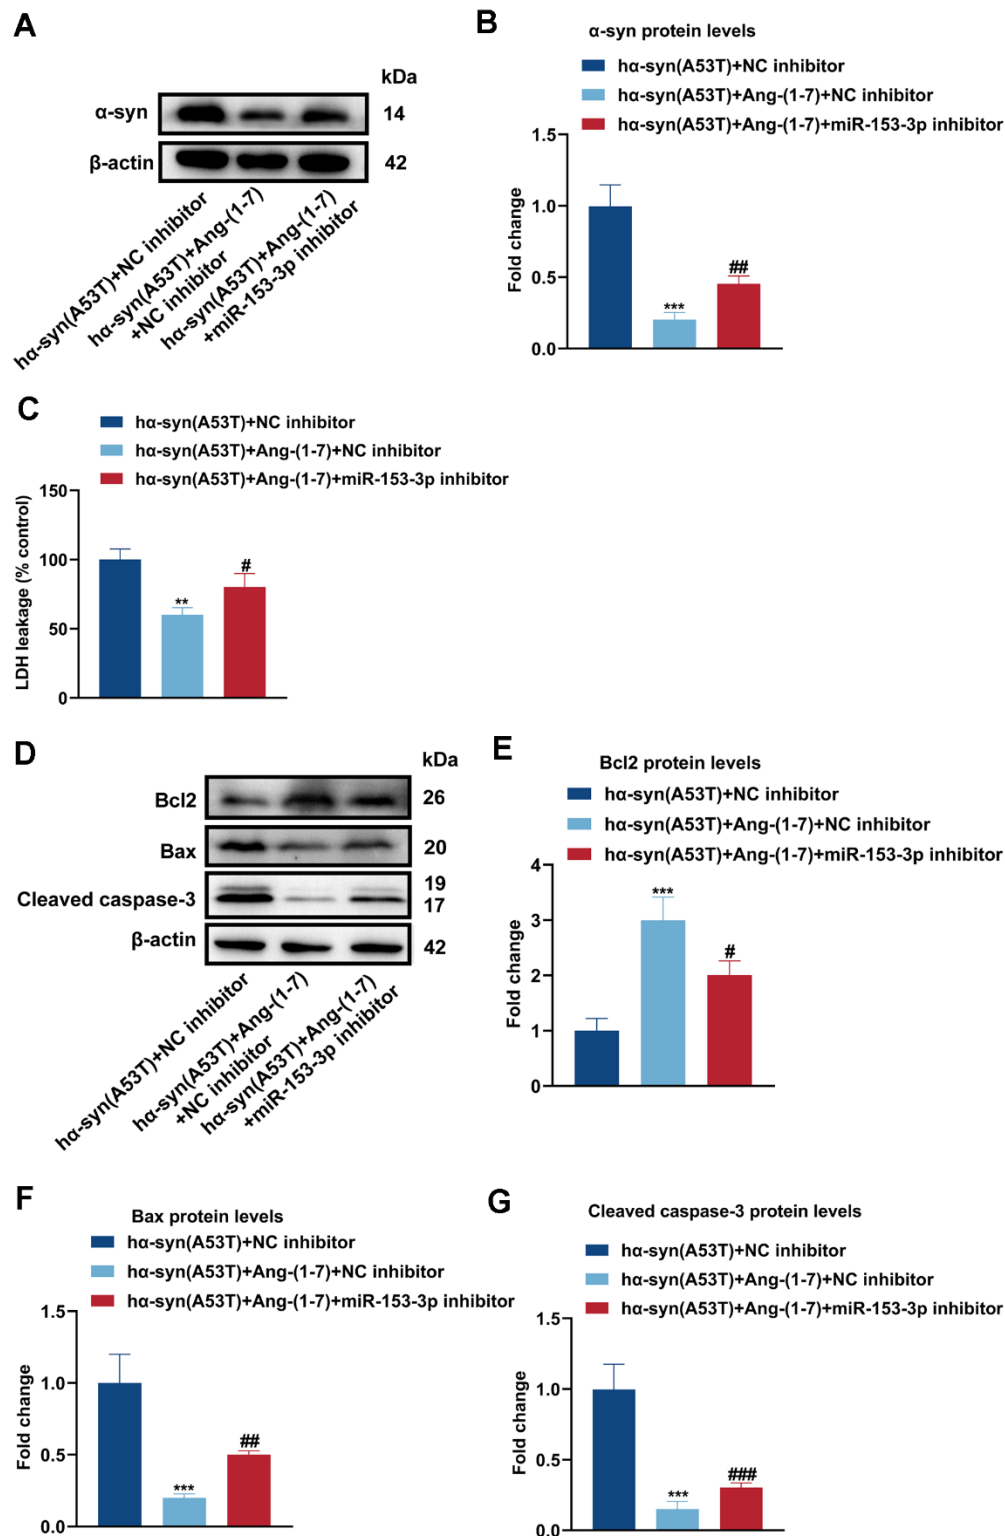 A
kDa
α-syn
14
β-actin
42
hα-syn(A53T)+NC inhibitor
hα-syn(A53T)+Ang-(1-7)
+NC inhibitor
hα-syn(A53T)+Ang-(1-7)
+miR-153-3p inhibitor
B
α-syn protein levels
hα-syn(A53T)+NC inhibitor
hα-syn(A53T)+Ang-(1-7)+NC inhibitor
hα-syn(A53T)+Ang-(1-7)+miR-153-3p inhibitor
Fold change
1.5
1.0
0.5
0.0
***
##
C
hα-syn(A53T)+NC inhibitor
hα-syn(A53T)+Ang-(1-7)+NC inhibitor
hα-syn(A53T)+Ang-(1-7)+miR-153-3p inhibitor
LDH leakage (% control)
150
100
50
0
**
#
D
kDa
Bcl2
26
Bax
20
Cleaved caspase-3
19
17
β-actin
42
hα-syn(A53T)+NC inhibitor
hα-syn(A53T)+Ang-(1-7)
+NC inhibitor
hα-syn(A53T)+Ang-(1-7)
+miR-153-3p inhibitor
E
Bcl2 protein levels
hα-syn(A53T)+NC inhibitor
hα-syn(A53T)+Ang-(1-7)+NC inhibitor
hα-syn(A53T)+Ang-(1-7)+miR-153-3p inhibitor
Fold change
4
3
2
1
0
***
#
F
Bax protein levels
hα-syn(A53T)+NC inhibitor
hα-syn(A53T)+Ang-(1-7)+NC inhibitor
hα-syn(A53T)+Ang-(1-7)+miR-153-3p inhibitor
Fold change
1.5
1.0
0.5
0.0
***
##
G
Cleaved caspase-3 protein levels
hα-syn(A53T)+NC inhibitor
hα-syn(A53T)+Ang-(1-7)+NC inhibitor
hα-syn(A53T)+Ang-(1-7)+miR-153-3p inhibitor
Fold change
1.5
1.0
0.5
0.0
***
###